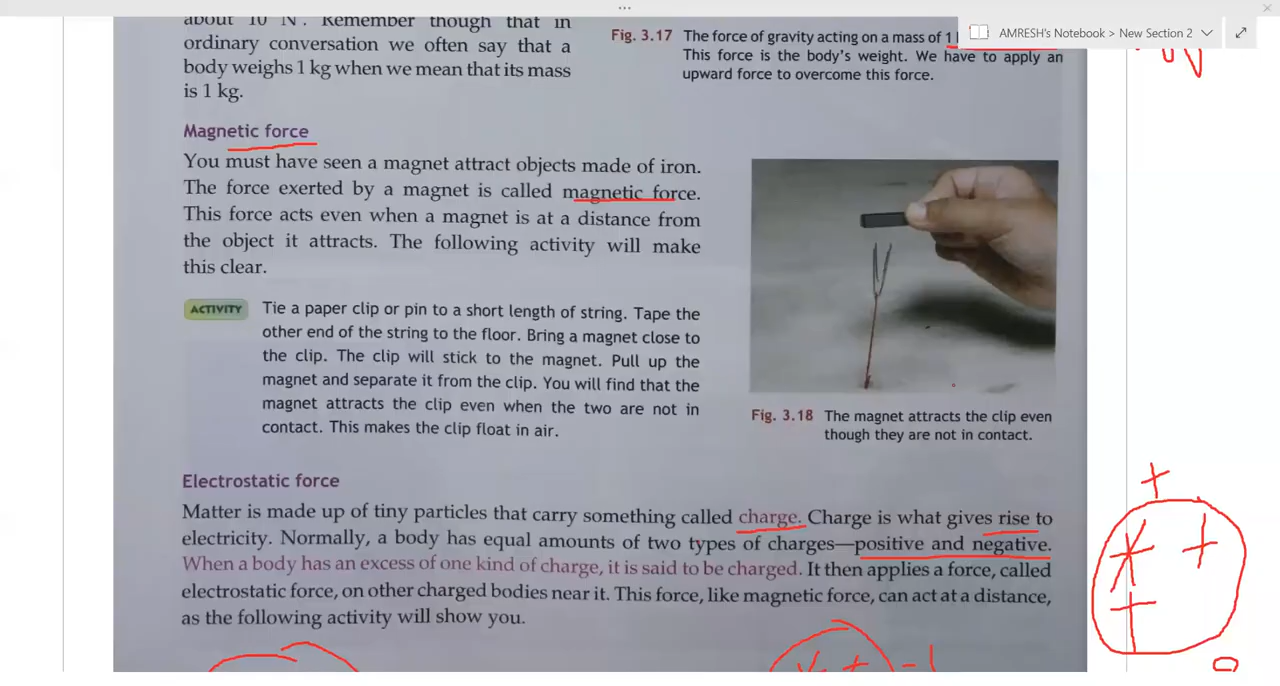 about 10 N. Remember though that in
ordinary conversation we often say that a
body weighs 1 kg when we mean that its mass
is 1 kg.
Fig. 3.17 The force of gravity acting on a mass of 1
This force is the body's weight. We have to apply an
upward force to overcome this force.
AMRESH's Notebook > New Section 2
Magnetic force
You must have seen a magnet attract objects made of iron.
The force exerted by a magnet is called magnetic force.
This force acts even when a magnet is at a distance from
the object it attracts. The following activity will make
this clear.
ACTIVITY Tie a paper clip or pin to a short length of string. Tape the
other end of the string to the floor. Bring a magnet close to
the clip. The clip will stick to the magnet. Pull up the
magnet and separate it from the clip. You will find that the
magnet attracts the clip even when the two are not in
contact. This makes the clip float in air.
Fig. 3.18 The magnet attracts the clip even
though they are not in contact.
Electrostatic force
Matter is made up of tiny particles that carry something called charge. Charge is what gives rise to
electricity. Normally, a body has equal amounts of two types of charges—positive and negative.
When a body has an excess of one kind of charge, it is said to be charged. It then applies a force, called
electrostatic force, on other charged bodies near it. This force, like magnetic force, can act at a distance,
as the following activity will show you.
+
+
+